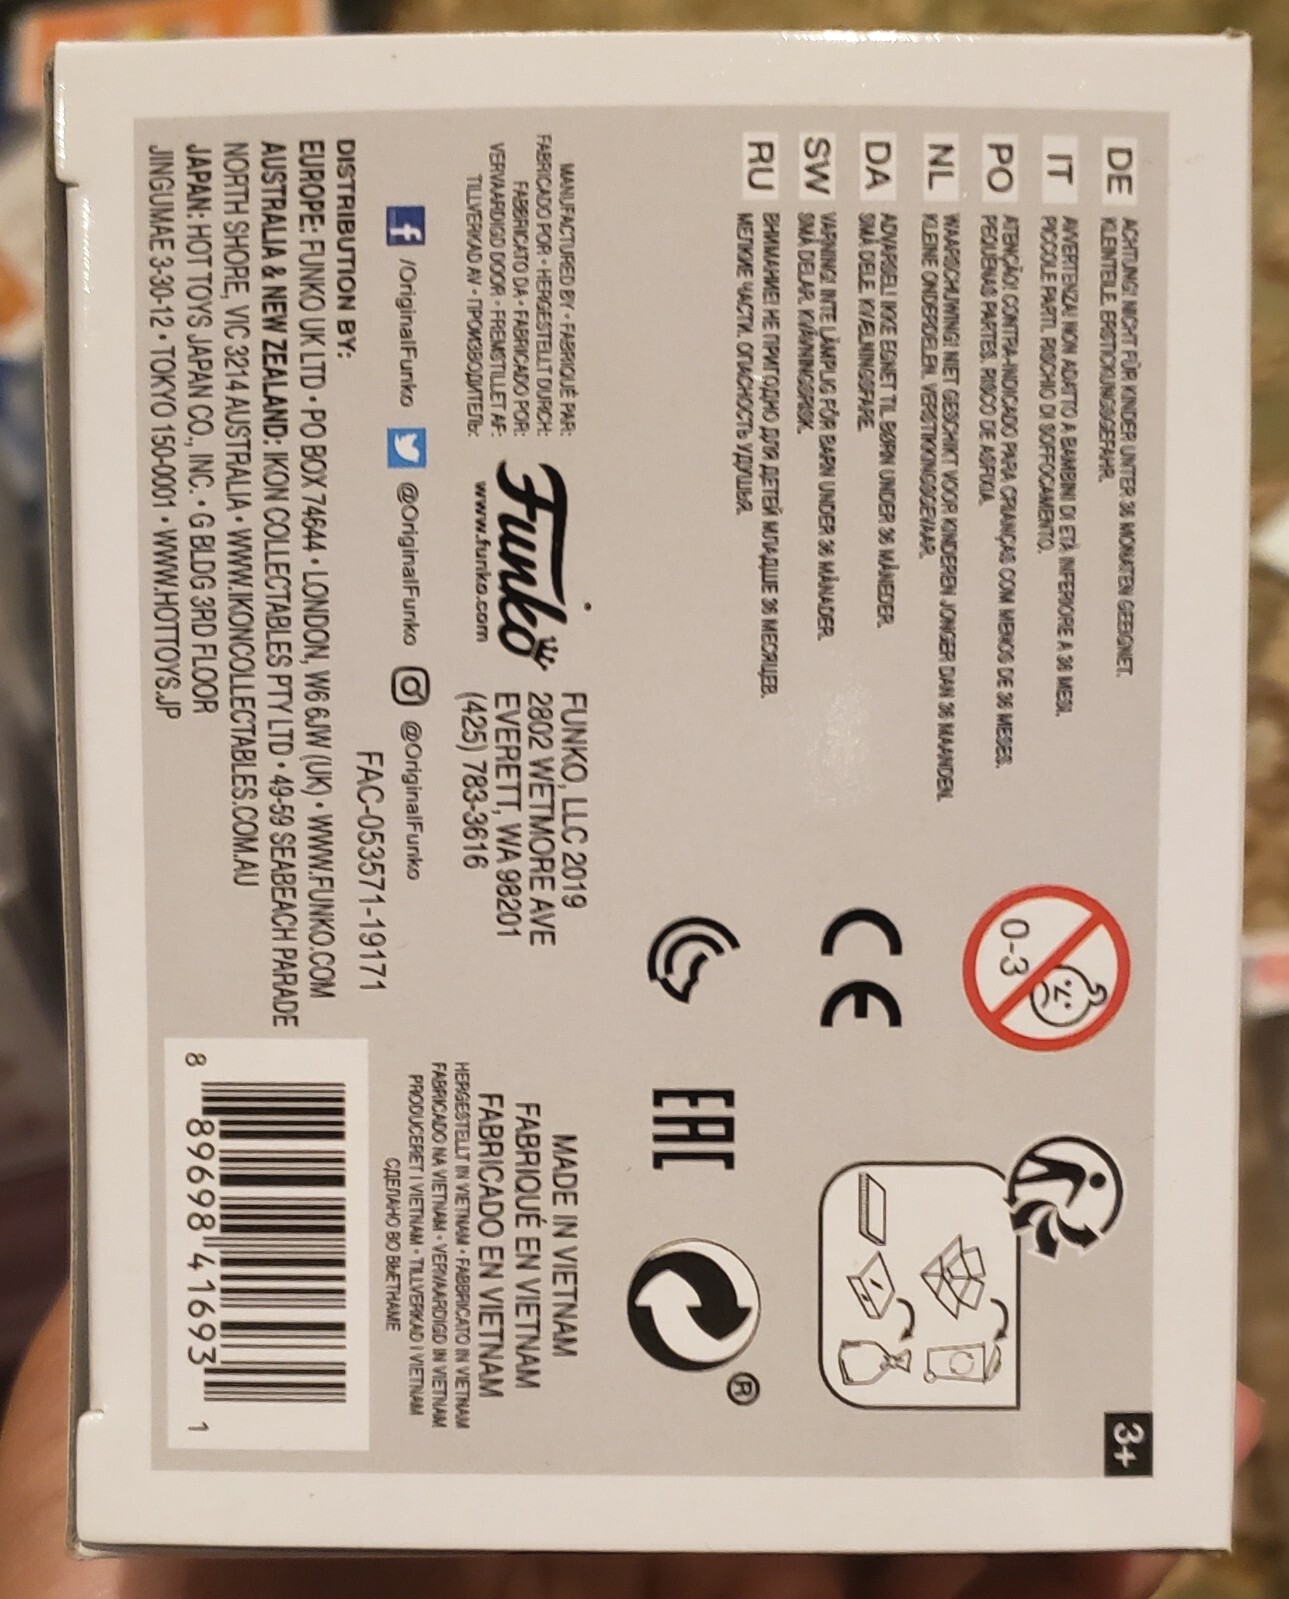 DE ACHTUNG! NICHT FÜR KINDER UNTER 36 MONATEN GEEIGNET.
KLEINTEILE. ERSTICKUNGSGEFAHR.
IT AVVERTENZA! NON ADATTO A BAMBINI DI ETÀ INFERIORE A 36 MESI.
PICCOLE PARTI. RISCHIO DI SOFFOCAMENTO.
PO ATENÇÃO! CONTRA-INDICADO PARA CRIANÇAS COM MENOS DE 36 MESES.
PEQUENAS PARTES. RISCO DE ASFIXIA.
NL WAARSCHUWING! NIET GESCHIKT VOOR KINDEREN JONGER DAN 36 MAANDEN.
KLEINE ONDERDELEN. VERSTIKKINGSGEVAAR.
DA ADVARSEL! IKKE EGNET TIL BØRN UNDER 36 MÅNEDER.
SMÅ DELE. KVÆLNINGSFARE.
SW VARNING! INTE LÄMPLIG FÖR BARN UNDER 36 MÅNADER.
SMÅ DELAR. KVÄVNINGSRISK.
RU ВНИМАНИЕ! НЕ ПРИГОДНО ДЛЯ ДЕТЕЙ МЛАДШЕ 36 МЕСЯЦЕВ.
МЕЛКИЕ ЧАСТИ. ОПАСНОСТЬ УДУШЬЯ.
3+
0-3
CE
EAC
®
MANUFACTURED BY • FABRIQUÉ PAR:
FABRICADO POR • HERGESTELLT DURCH:
FABBRICATO DA • FABRICADO POR:
VERVAARDIGD DOOR • FREMSTILLET AF:
TILLVERKAD AV • ПРОИЗВОДИТЕЛЬ:
Funko
www.funko.com
FUNKO, LLC 2019
2802 WETMORE AVE
EVERETT, WA 98201
(425) 783-3616
MADE IN VIETNAM
FABRIQUÉ EN VIETNAM
FABRICADO EN VIETNAM
HERGESTELLT IN VIETNAM • FABBRICATO IN VIETNAM
FABRICADO NA VIETNAM • VERVAARDIGD IN VIETNAM
PRODUCERET I VIETNAM • TILLVERKAD I VIETNAM
СДЕЛАНО ВО ВЬЕТНАМЕ
f /OriginalFunko @OriginalFunko @OriginalFunko
FAC-053571-19171
DISTRIBUTION BY:
EUROPE: FUNKO UK LTD • PO BOX 74644 • LONDON, W6 6JW (UK) • WWW.FUNKO.COM
AUSTRALIA & NEW ZEALAND: IKON COLLECTABLES PTY LTD • 49-59 SEABEACH PARADE
NORTH SHORE, VIC 3214 AUSTRALIA • WWW.IKONCOLLECTABLES.COM.AU
JAPAN: HOT TOYS JAPAN CO., INC. • G BLDG 3RD FLOOR
JINGUMAE 3-30-12 • TOKYO 150-0001 • WWW.HOTTOYS.JP
8 89698 41693 1